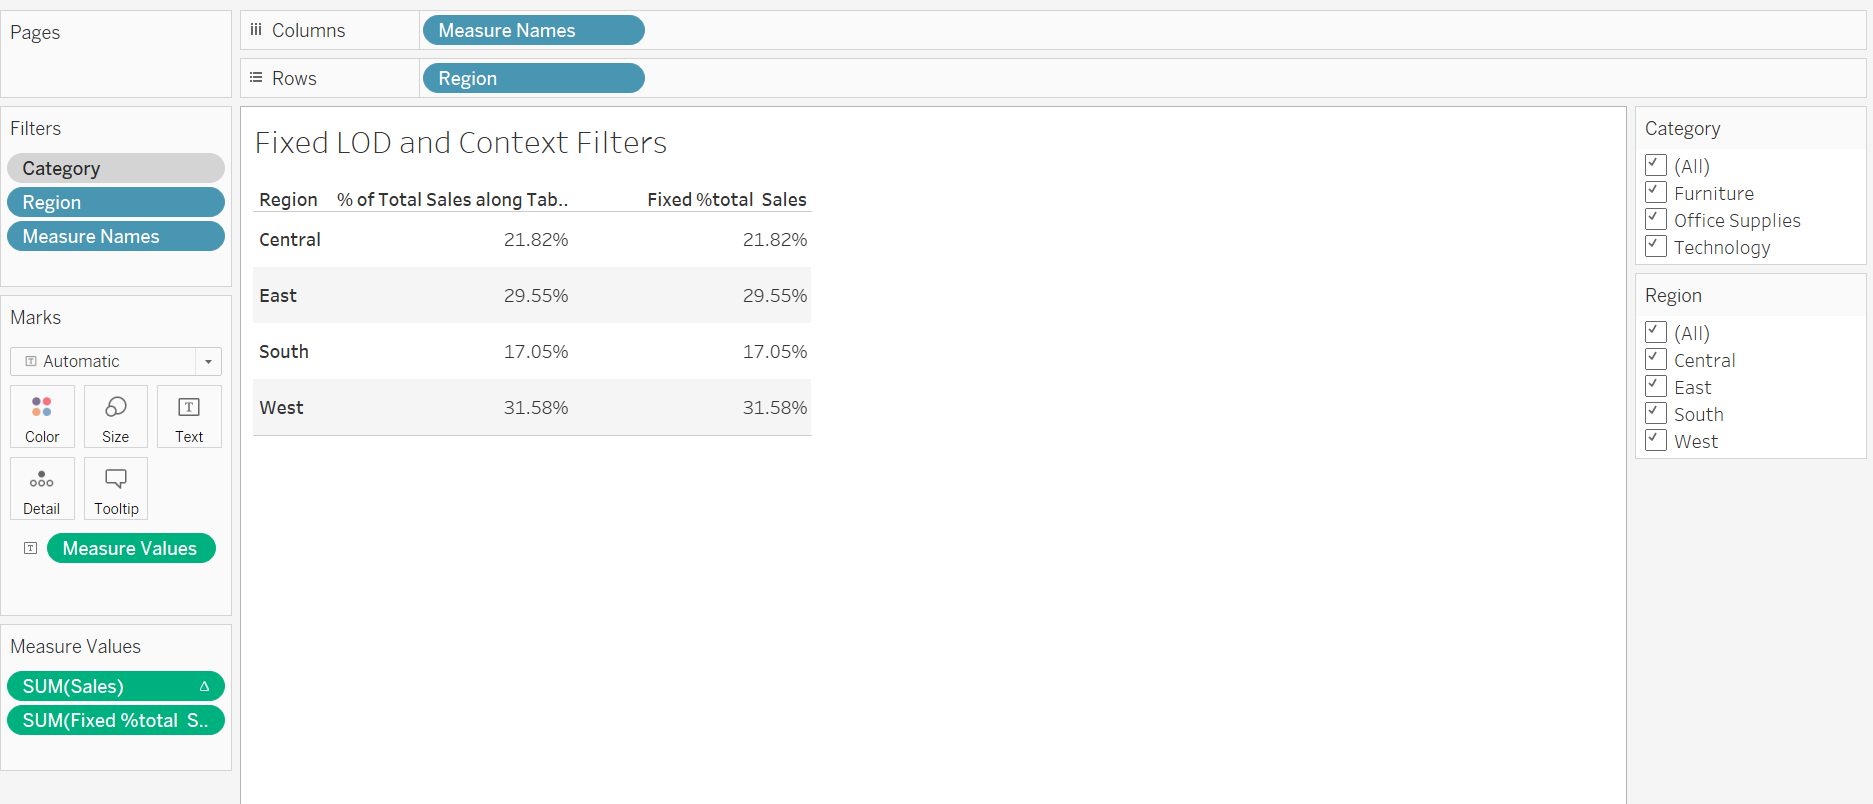 Pages
Columns Measure Names
Rows Region
Filters
Category
Region
Measure Names
Marks
T Automatic
Color Size T Text
Detail Tooltip
T Measure Values
Measure Values
SUM(Sales) Δ
SUM(Fixed %total S..
Fixed LOD and Context Filters
Region % of Total Sales along Tab.. Fixed %total Sales
Central 21.82% 21.82%
East 29.55% 29.55%
South 17.05% 17.05%
West 31.58% 31.58%
Category
(All)
Furniture
Office Supplies
Technology
Region
(All)
Central
East
South
West